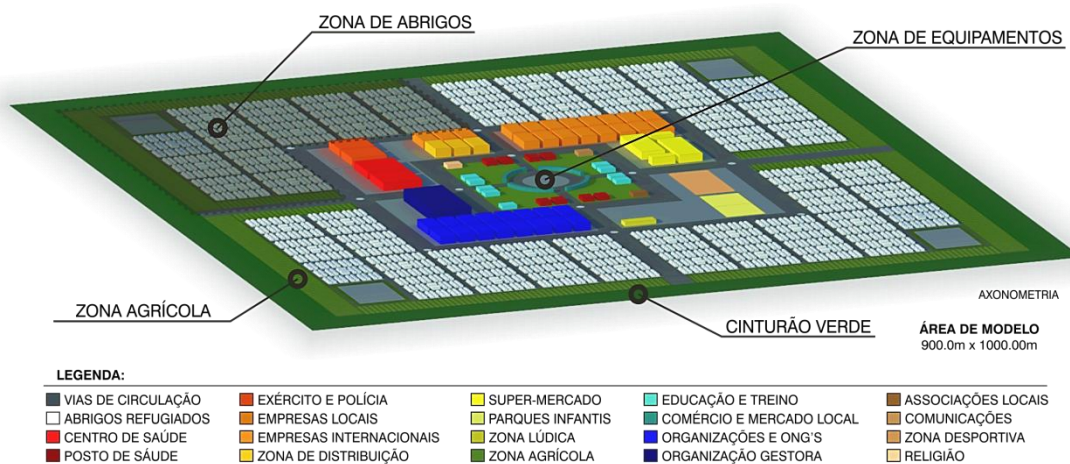 ZONA DE ABRIGOS
ZONA DE EQUIPAMENTOS
ZONA AGRÍCOLA
CINTURÃO VERDE
AXONOMETRIA
ÁREA DE MODELO
900.0m x 1000.00m
LEGENDA:
VIAS DE CIRCULAÇÃO
ABRIGOS REFUGIADOS
CENTRO DE SAÚDE
POSTO DE SÁUDE
EXÉRCITO E POLÍCIA
EMPRESAS LOCAIS
EMPRESAS INTERNACIONAIS
ZONA DE DISTRIBUIÇÃO
SUPER-MERCADO
PARQUES INFANTIS
ZONA LÚDICA
ZONA AGRÍCOLA
EDUCAÇÃO E TREINO
COMÉRCIO E MERCADO LOCAL
ORGANIZAÇÕES E ONG'S
ORGANIZAÇÃO GESTORA
ASSOCIAÇÕES LOCAIS
COMUNICAÇÕES
ZONA DESPORTIVA
RELIGIÃO